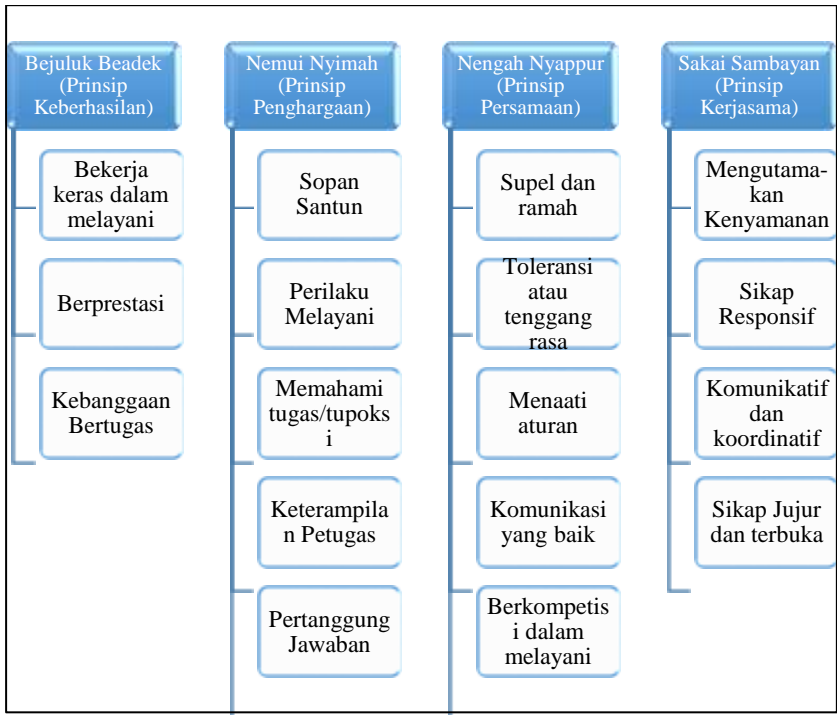 Bejuluk Beadek
(Prinsip
Keberhasilan)
Bekerja
keras dalam
melayani
Berprestasi
Kebanggaan
Bertugas
Nemui Nyimah
(Prinsip
Penghargaan)
Sopan
Santun
Perilaku
Melayani
Memahami
tugas/tupoks
i
Keterampila
n Petugas
Pertanggung
Jawaban
Nengah Nyappur
(Prinsip
Persamaan)
Supel dan
ramah
Toleransi
atau
tenggang
rasa
Menaati
aturan
Komunikasi
yang baik
Berkompetis
i dalam
melayani
Sakai Sambayan
(Prinsip
Kerjasama)
Mengutama-
kan
Kenyamanan
Sikap
Responsif
Komunikatif
dan
koordinatif
Sikap Jujur
dan terbuka